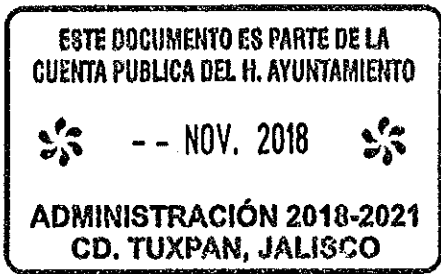 ESTE DOCUMENTO ES PARTE DE LA
CUENTA PUBLICA DEL H. AYUNTAMIENTO
-- NOV. 2018
ADMINISTRACIÓN 2018-2021
CD. TUXPAN, JALISCO